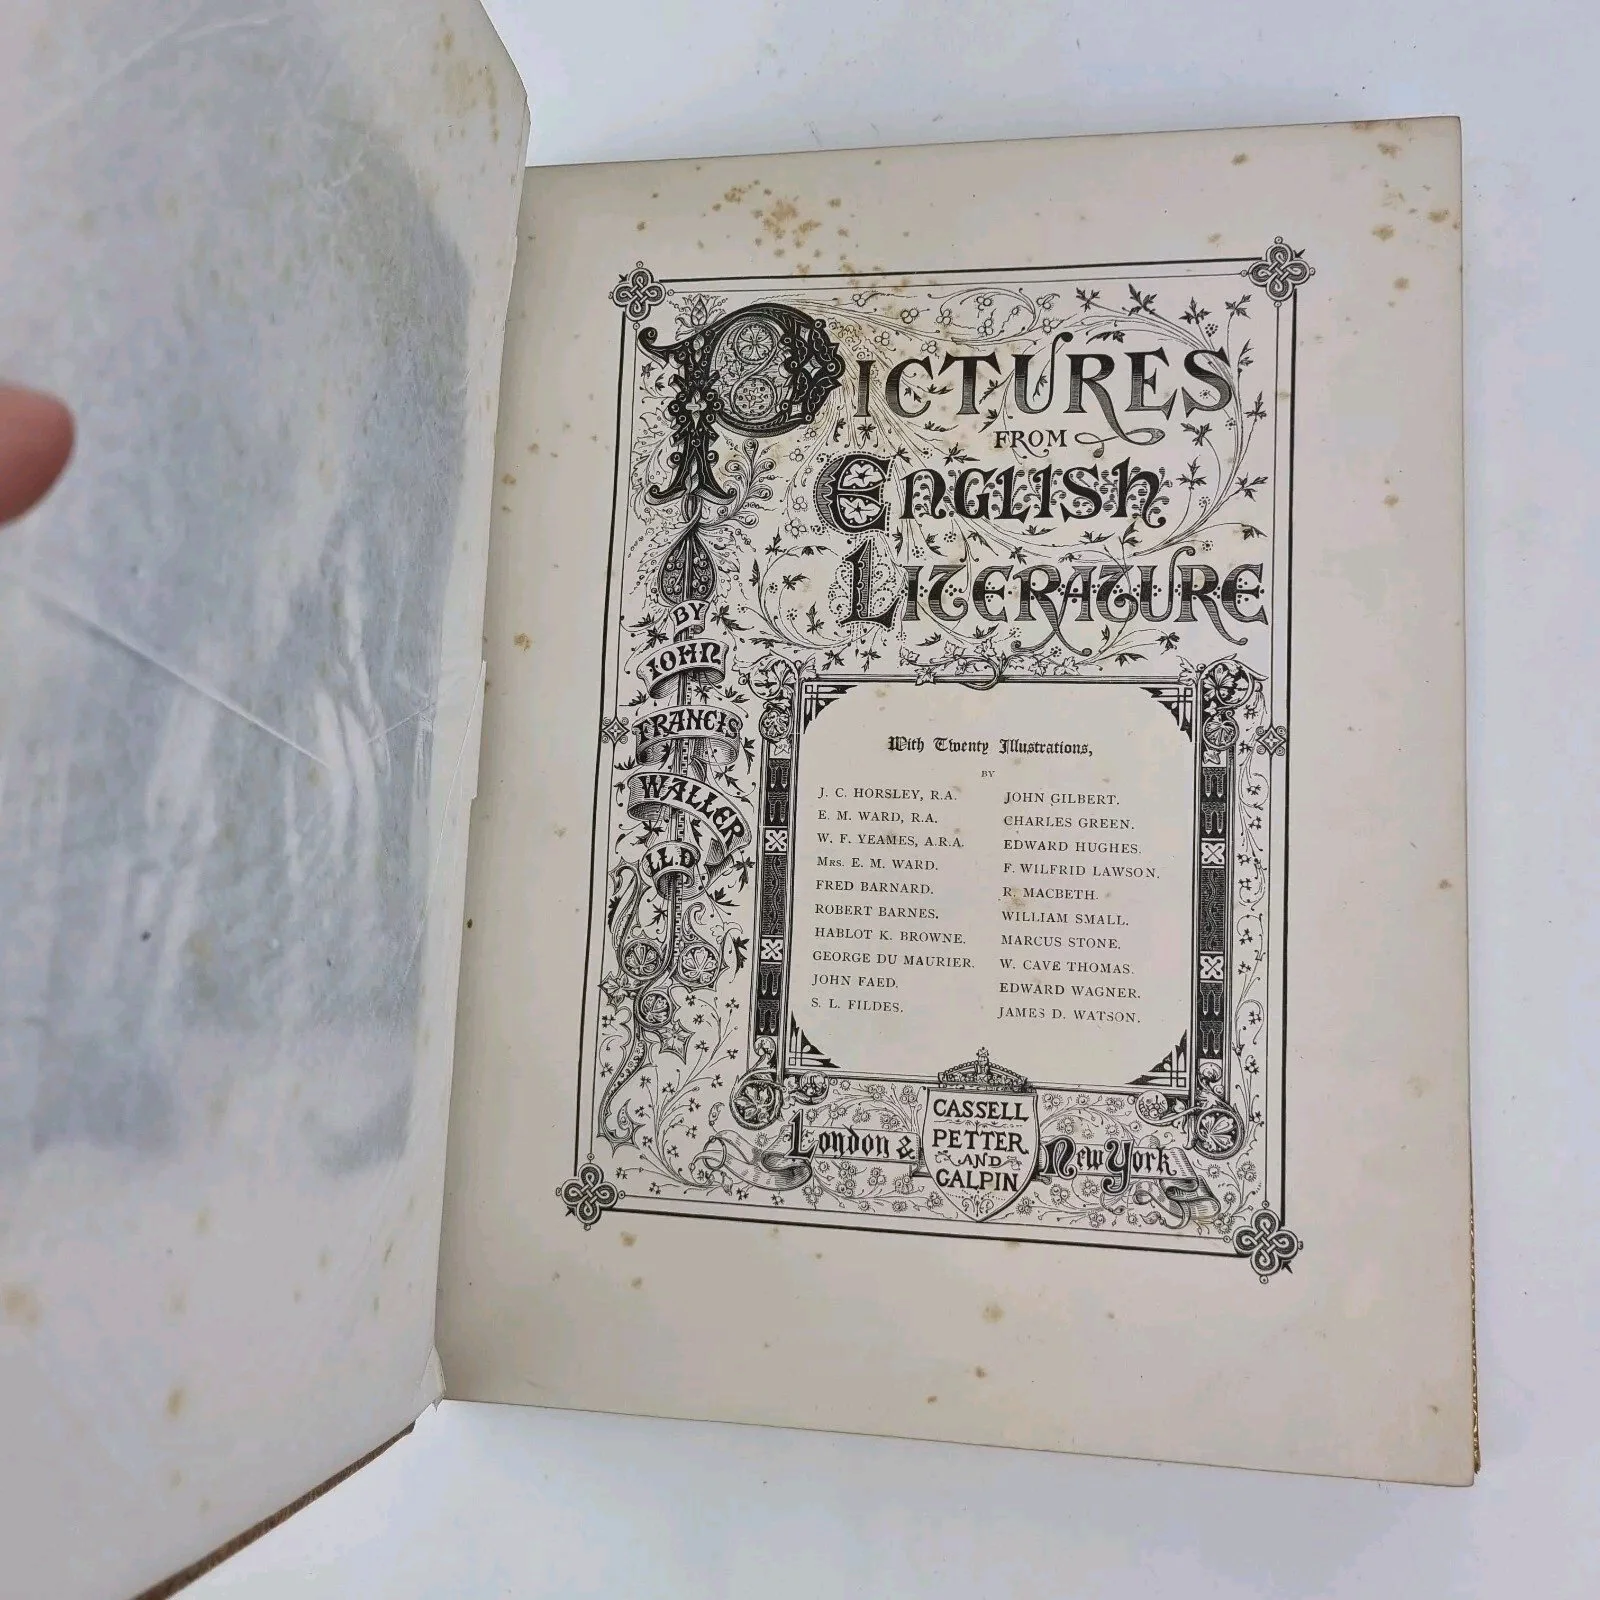 PICTURES
FROM
ENGLISH
LITERATURE
BY
JOHN
FRANCIS
WALLER
LL.D.
With Twenty Illustrations,
BY
J. C. HORSLEY, R.A.
E. M. WARD, R.A.
W. F. YEAMES, A.R.A.
MRS. E. M. WARD.
FRED BARNARD.
ROBERT BARNES.
HABLOT K. BROWNE.
GEORGE DU MAURIER.
JOHN FAED.
S. L. FILDES.
JOHN GILBERT.
CHARLES GREEN.
EDWARD HUGHES.
F. WILFRID LAWSON.
R. MACBETH.
WILLIAM SMALL.
MARCUS STONE.
W. CAVE THOMAS.
EDWARD WAGNER.
JAMES D. WATSON.
London &
CASSELL
PETTER
AND
GALPIN
New York